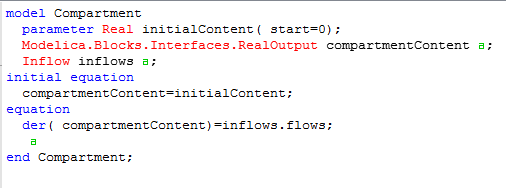 model Compartment
parameter Real initialContent( start=0);
Modelica.Blocks.Interfaces.RealOutput compartmentContent a;
Inflow inflows a;
initial equation
compartmentContent=initialContent;
equation
der( compartmentContent)=inflows.flows;
a
end Compartment;